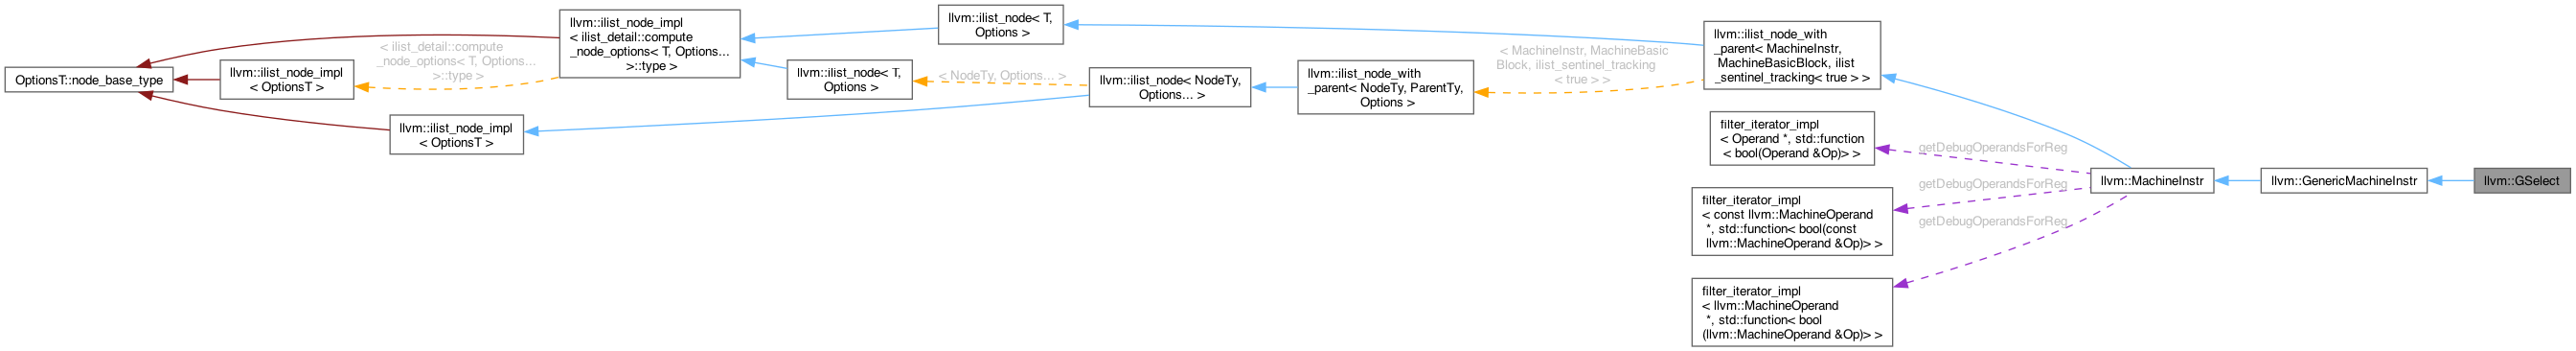 OptionsT::node_base_type
llvm::ilist_node_impl
< ilist_detail::compute
_node_options< T, Options...
>::type >
< ilist_detail::compute
_node_options< T, Options...
>::type >
llvm::ilist_node_impl
< OptionsT >
llvm::ilist_node_impl
< OptionsT >
llvm::ilist_node< T,
Options >
llvm::ilist_node< T,
Options >
< NodeTy, Options... >
llvm::ilist_node< NodeTy,
Options... >
llvm::ilist_node_with
_parent< NodeTy, ParentTy,
Options >
< MachineInstr, MachineBasic
Block, ilist_sentinel_tracking
< true > >
llvm::ilist_node_with
_parent< MachineInstr,
MachineBasicBlock, ilist
_sentinel_tracking< true > >
filter_iterator_impl
< Operand *, std::function
< bool(Operand &Op)> >
filter_iterator_impl
< const llvm::MachineOperand
*, std::function< bool(const
llvm::MachineOperand &Op)> >
filter_iterator_impl
< llvm::MachineOperand
*, std::function< bool
(llvm::MachineOperand &Op)> >
getDebugOperandsForReg
getDebugOperandsForReg
getDebugOperandsForReg
llvm::MachineInstr
llvm::GenericMachineInstr
llvm::GSelect